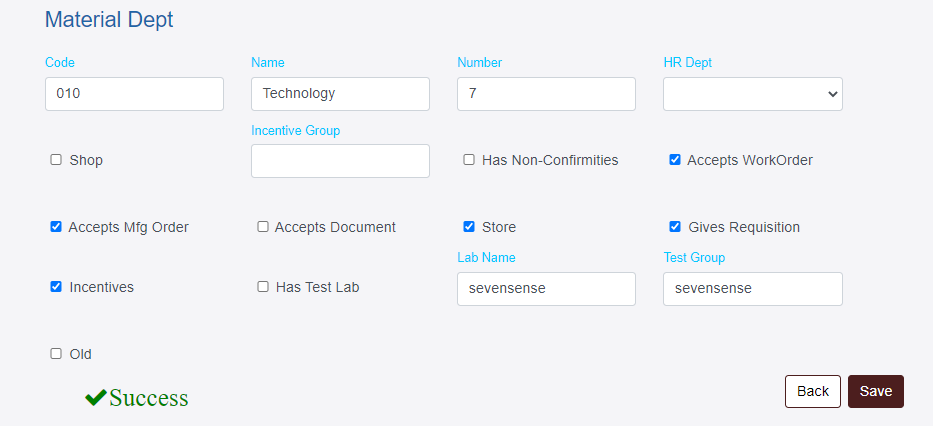 Material Dept
Code Name Number HR Dept
010 Technology 7
Incentive Group
Shop Has Non-Confirmities Accepts WorkOrder
Accepts Mfg Order Accepts Document Store Gives Requisition
Lab Name Test Group
Incentives Has Test Lab sevensense sevensense
Old
Success Back Save